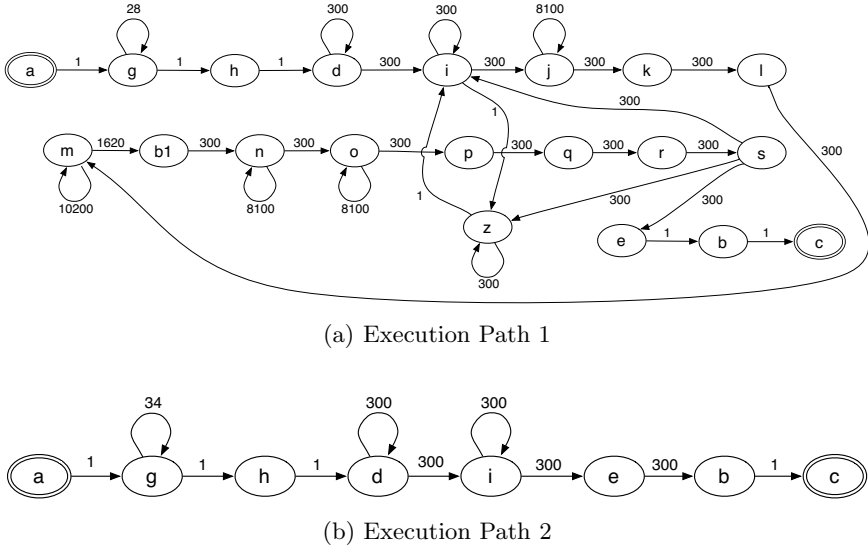 28 300 300 8100
a 1 g 1 h 1 d 300 i 300 j 300 k 300 l
300
1
m 1620 b1 300 n 300 o 300 p 300 q 300 r 300 s 300
10200 8100 8100
1 300 300
z e 1 b 1 c
300
(a) Execution Path 1
34 300 300
a 1 g 1 h 1 d 300 i 300 e 300 b 1 c
(b) Execution Path 2